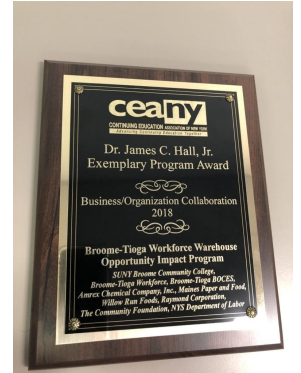 ceany
CONTINUING EDUCATION ASSOCIATION OF NEW YORK
Advancing Continuing Education Together
Dr. James C. Hall, Jr.
Exemplary Program Award
Business/Organization Collaboration
2018
Broome-Tioga Workforce Warehouse
Opportunity Impact Program
SUNY Broome Community College,
Broome-Tioga Workforce, Broome-Tioga BOCES,
Amrex Chemical Company, Inc., Maines Paper and Food,
Willow Run Foods, Raymond Corporation,
The Community Foundation, NYS Department of Labor